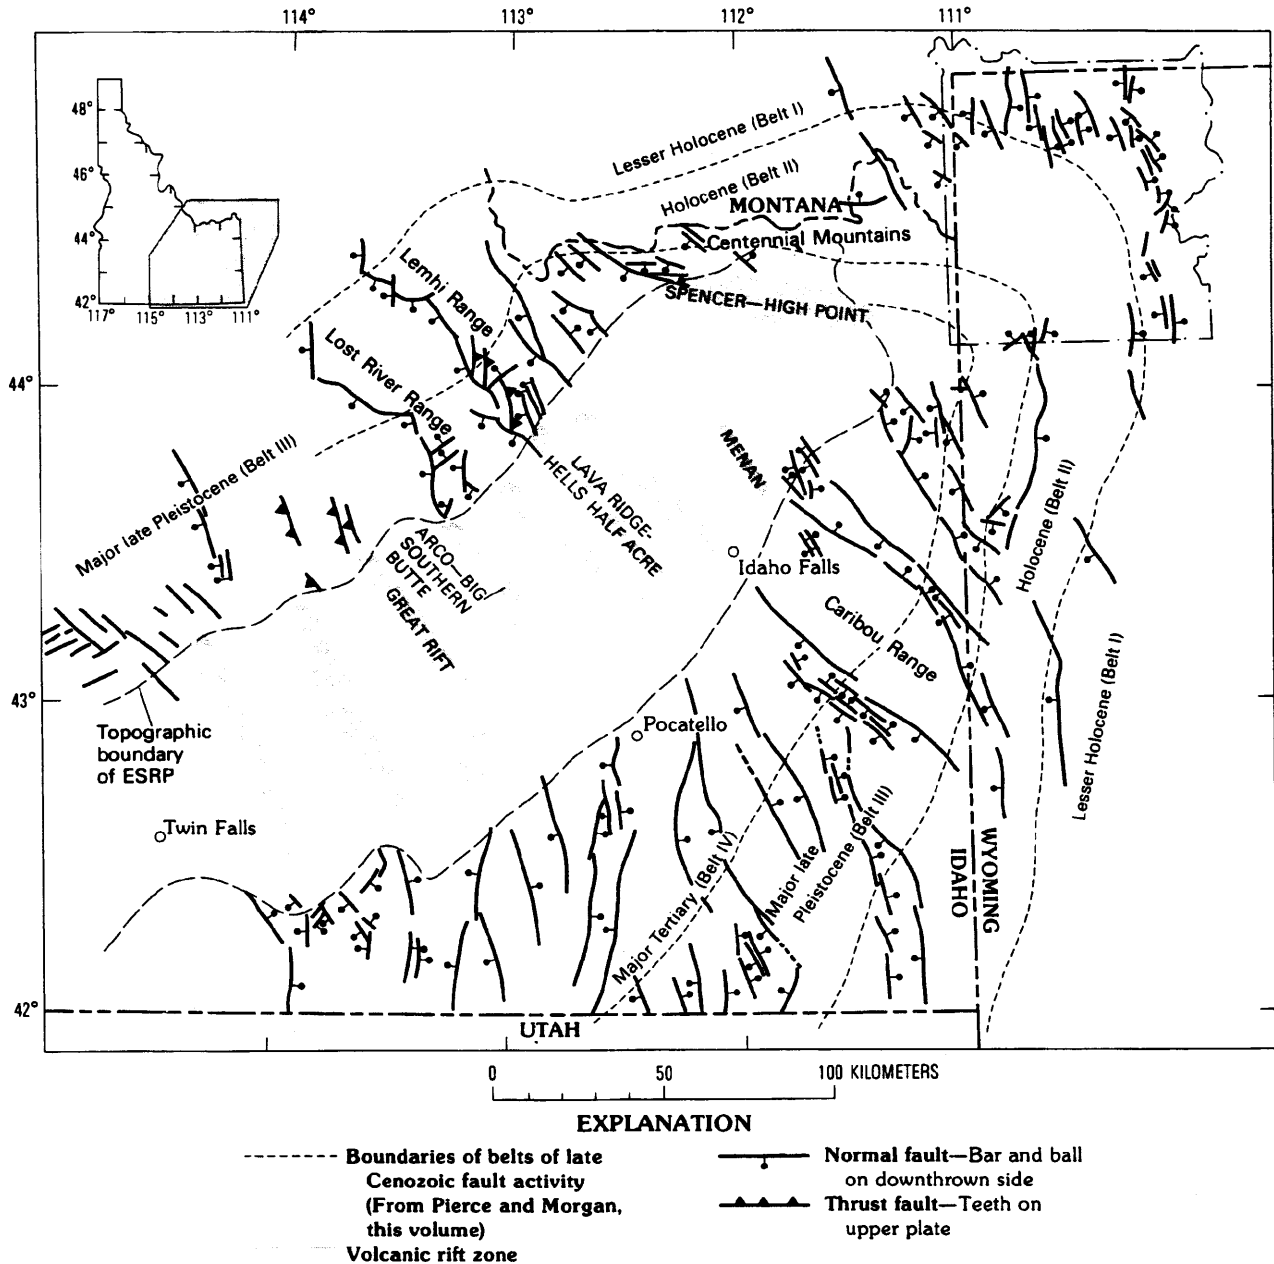 114°
113°
112°
111°
48°
46°
44°
42°
117°
115°
113°
111°
Lesser Holocene (Belt I)
Holocene (Belt II)
MONTANA
Centennial Mountains
SPENCER—HIGH POINT
Lemhi Range
Lost River Range
44°
Major late Pleistocene (Belt III)
MENAN
LAVA RIDGE-
HELLS HALF ACRE
ARCO—BIG
SOUTHERN
BUTTE
GREAT RIFT
Idaho Falls
Holocene (Belt II)
Caribou Range
Lesser Holocene (Belt I)
43°
Topographic
boundary
of ESRP
Pocatello
Twin Falls
Major Tertiary (Belt IV)
Major late
Pleistocene (Belt III)
IDAHO
WYOMING
42°
UTAH
0 50 100 KILOMETERS
EXPLANATION
Boundaries of belts of late
Cenozoic fault activity
(From Pierce and Morgan,
this volume)
Volcanic rift zone
Normal fault—Bar and ball
on downthrown side
Thrust fault—Teeth on
upper plate